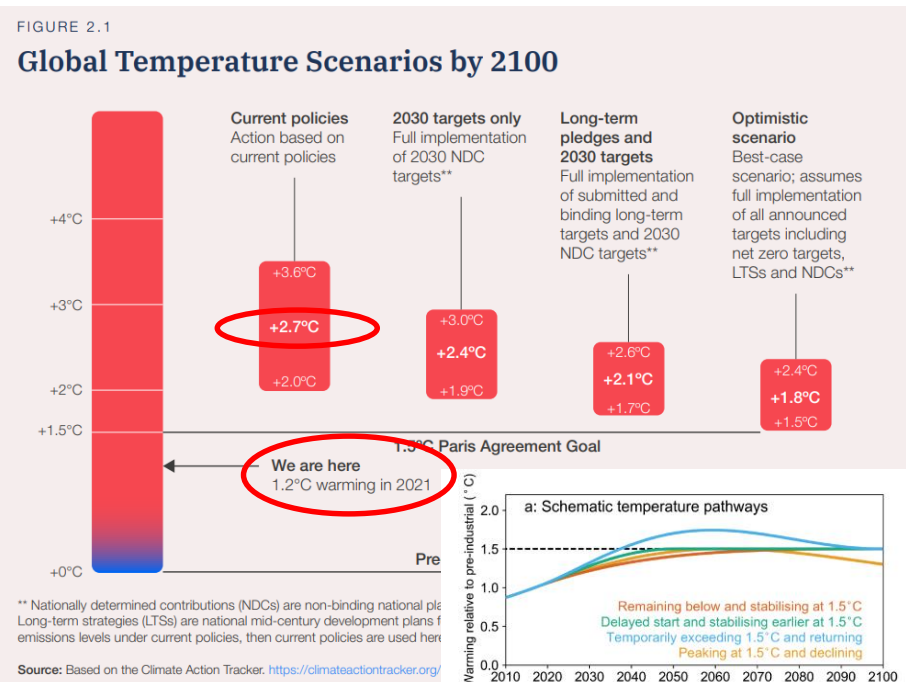 FIGURE 2.1
Global Temperature Scenarios by 2100
Current policies
Action based on
current policies
2030 targets only
Full implementation
of 2030 NDC
targets**
Long-term
pledges and
2030 targets
Full implementation
of submitted and
binding long-term
targets and 2030
NDC targets**
Optimistic
scenario
Best-case
scenario; assumes
full implementation
of all announced
targets including
net zero targets,
LTSs and NDCs**
+4°C
+3°C
+2°C
+1.5°C
+0°C
+3.6°C
+2.7°C
+2.0°C
+3.0°C
+2.4°C
+1.9°C
+2.6°C
+2.1°C
+1.7°C
+2.4°C
+1.8°C
+1.5°C
1.5°C Paris Agreement Goal
We are here
1.2°C warming in 2021
Pre
** Nationally determined contributions (NDCs) are non-binding national
Long-term strategies (LTSs) are national mid-century development plans
emissions levels under current policies, then current policies are used
Source: Based on the Climate Action Tracker. https://climateactiontracker.org/
Warming relative to pre-industrial (°C)
a: Schematic temperature pathways
2.0
1.5
1.0
0.5
0.0
Remaining below and stabilising at 1.5°C
Delayed start and stabilising earlier at 1.5°C
Temporarily exceeding 1.5°C and returning
Peaking at 1.5°C and declining
2010 2020 2030 2040 2050 2060 2070 2080 2090 2100